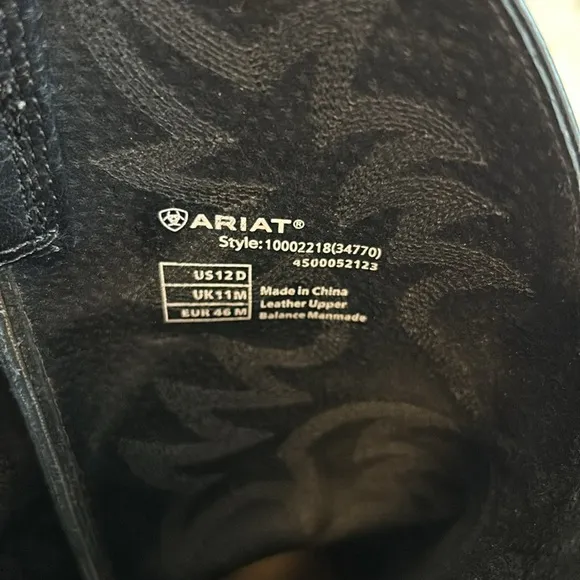 ARIAT®
Style:10002218(34770)
4500052123
US12D
UK11M
EUR 46 M
Made in China
Leather Upper
Balance Manmade